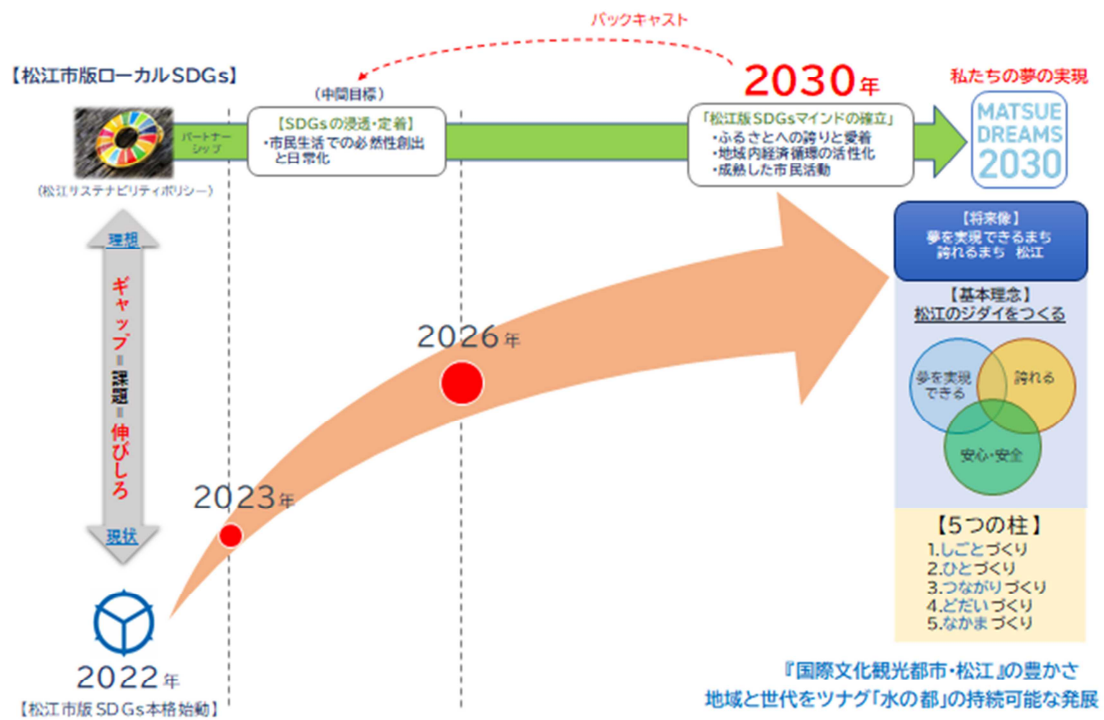 バックキャスト
【松江市版ローカルSDGs】
2030年
私たちの夢の実現
(中間目標)
パートナー
シップ
【SDGsの浸透・定着】
・市民生活での必然性創出
と日常化
「松江版SDGsマインドの確立」
・ふるさとへの誇りと愛着
・地域内経済循環の活性化
・成熟した市民活動
MATSUE
DREAMS
2030
(松江サステナビリティポリシー)
理想
ギャップ=課題=伸びしろ
現状
【将来像】
夢を実現できるまち
誇れるまち 松江
【基本理念】
松江のジダイをつくる
夢を実現
できる
誇れる
安心・安全
2026年
2023年
【5つの柱】
1.しごとづくり
2.ひとづくり
3.つながりづくり
4.どだいづくり
5.なかまづくり
2022年
【松江市版SDGs本格始動】
『国際文化観光都市・松江』の豊かさ
地域と世代をツナグ「水の都」の持続可能な発展